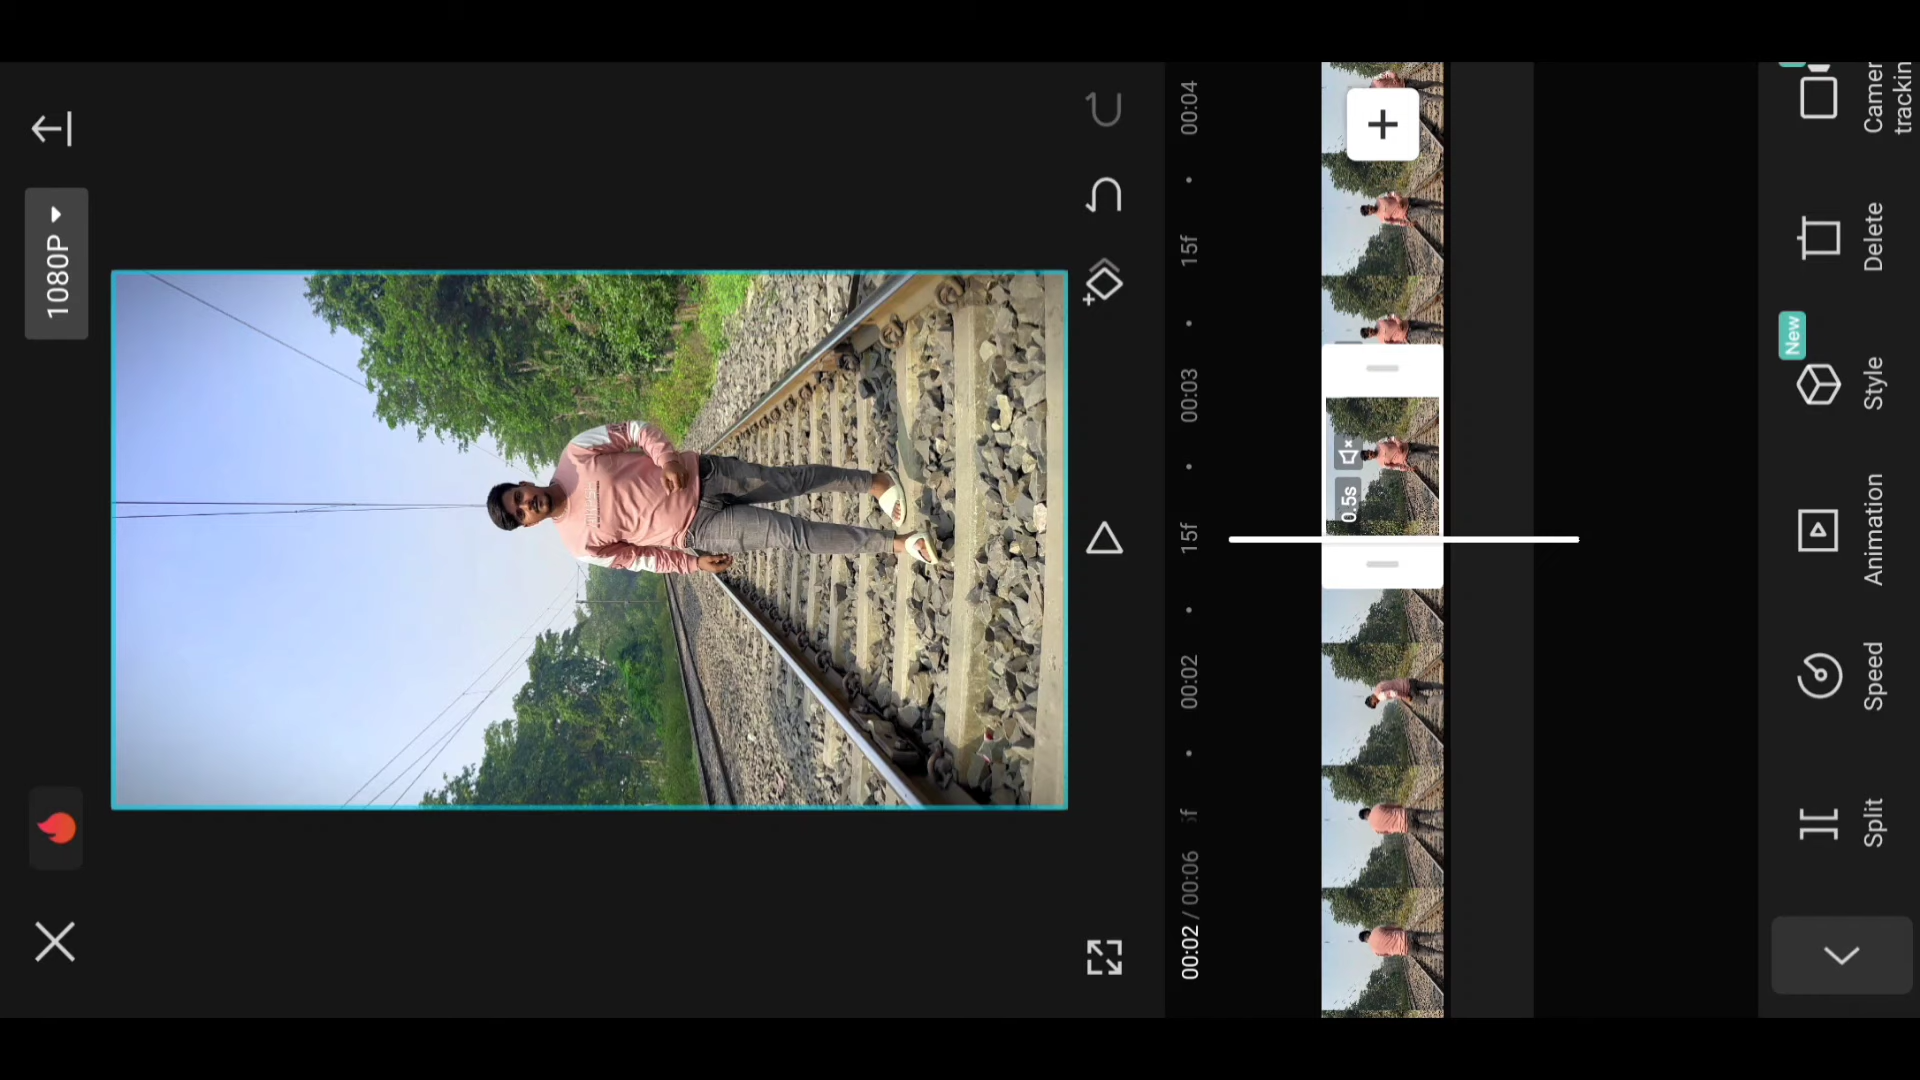 1080P
00:02 / 00:06
00:02
15f
00:03
15f
00:04
0.5s
Split
Speed
Animation
Style
New
Delete
tracking